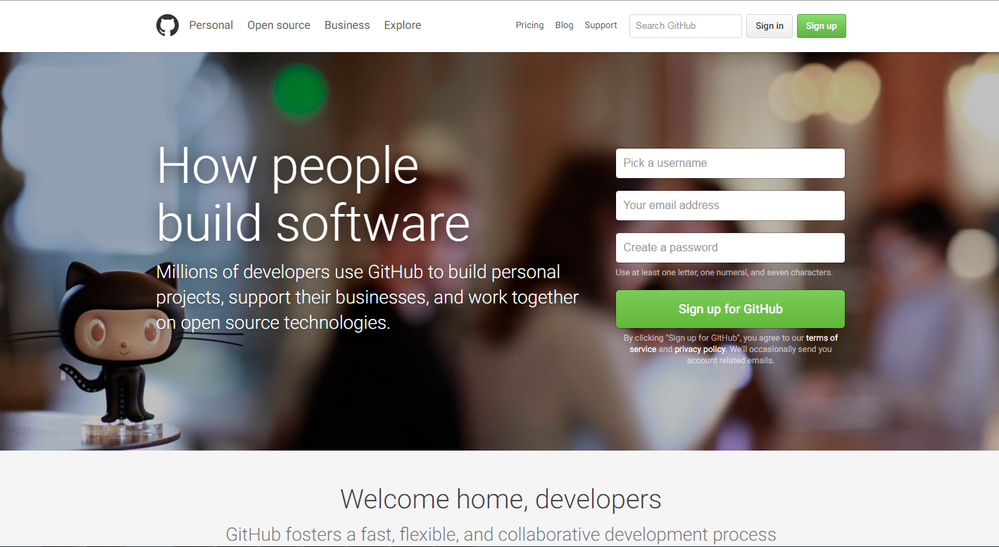 Personal Open source Business Explore Pricing Blog Support Search GitHub Sign in Sign up
How people
build software
Millions of developers use GitHub to build personal
projects, support their businesses, and work together
on open source technologies.
Pick a username
Your email address
Create a password
Use at least one letter, one numeral, and seven characters.
Sign up for GitHub
By clicking "Sign up for GitHub", you agree to our terms of
service and privacy policy. We'll occasionally send you
account related emails.
Welcome home, developers
GitHub fosters a fast, flexible, and collaborative development process